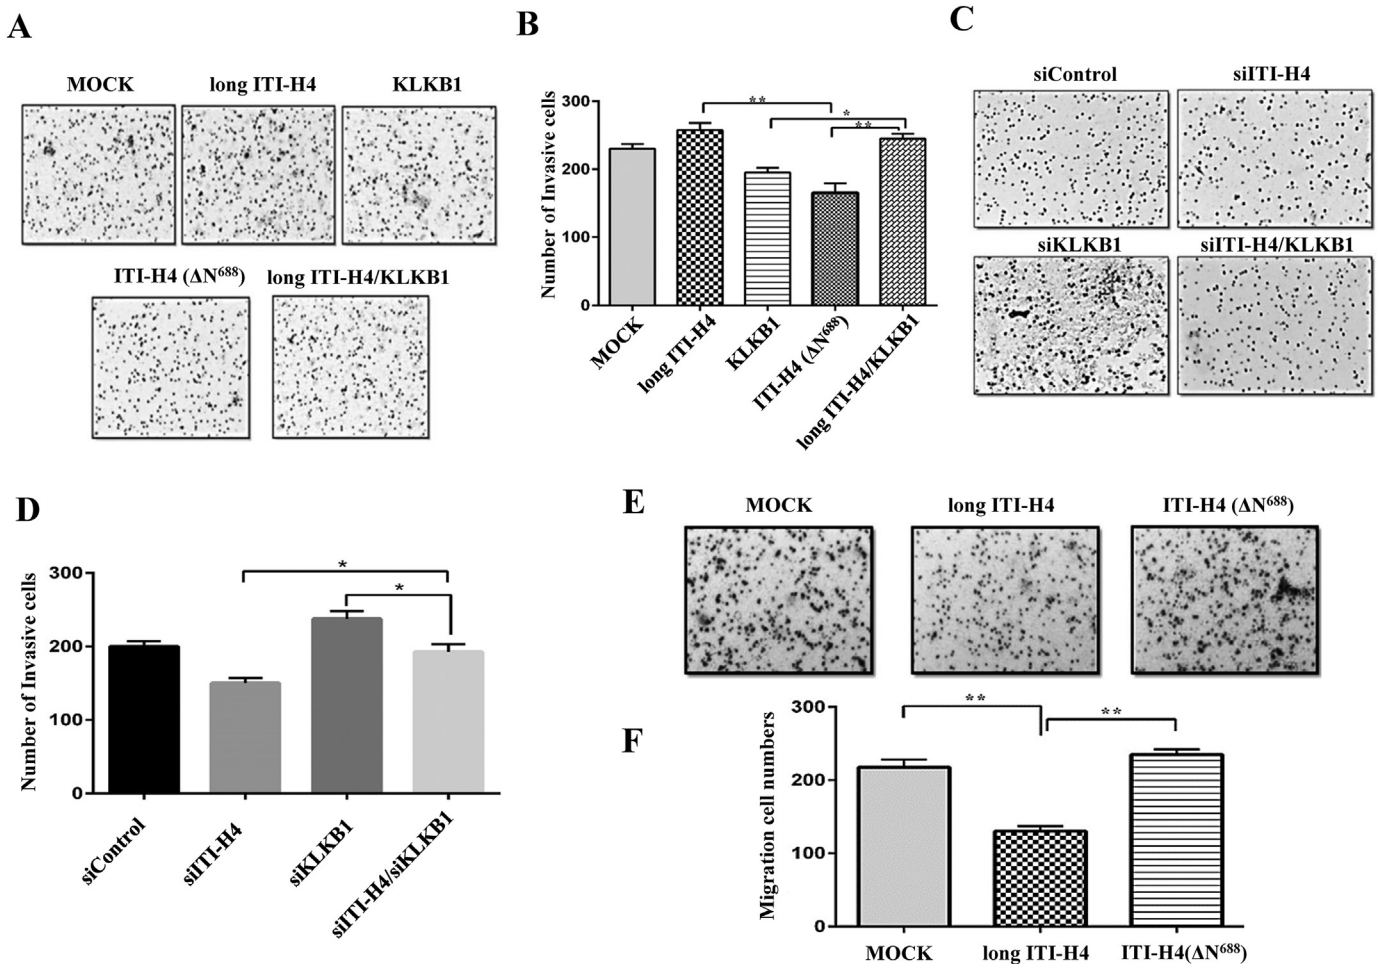 A
MOCK
long ITI-H4
KLKB1
ITI-H4 (ΔN⁶⁸⁸)
long ITI-H4/KLKB1
B
Number of Invasive cells
300
200
100
0
**
*
**
MOCK
long ITI-H4
KLKB1
ITI-H4 (ΔN⁶⁸⁸)
long ITI-H4/KLKB1
C
siControl
siITI-H4
siKLKB1
siITI-H4/KLKB1
D
Number of Invasive cells
300
200
100
0
*
*
siControl
siITI-H4
siKLKB1
siITI-H4/siKLKB1
E
MOCK
long ITI-H4
ITI-H4 (ΔN⁶⁸⁸)
F
Migration cell numbers
300
200
100
0
**
**
MOCK
long ITI-H4
ITI-H4(ΔN⁶⁸⁸)